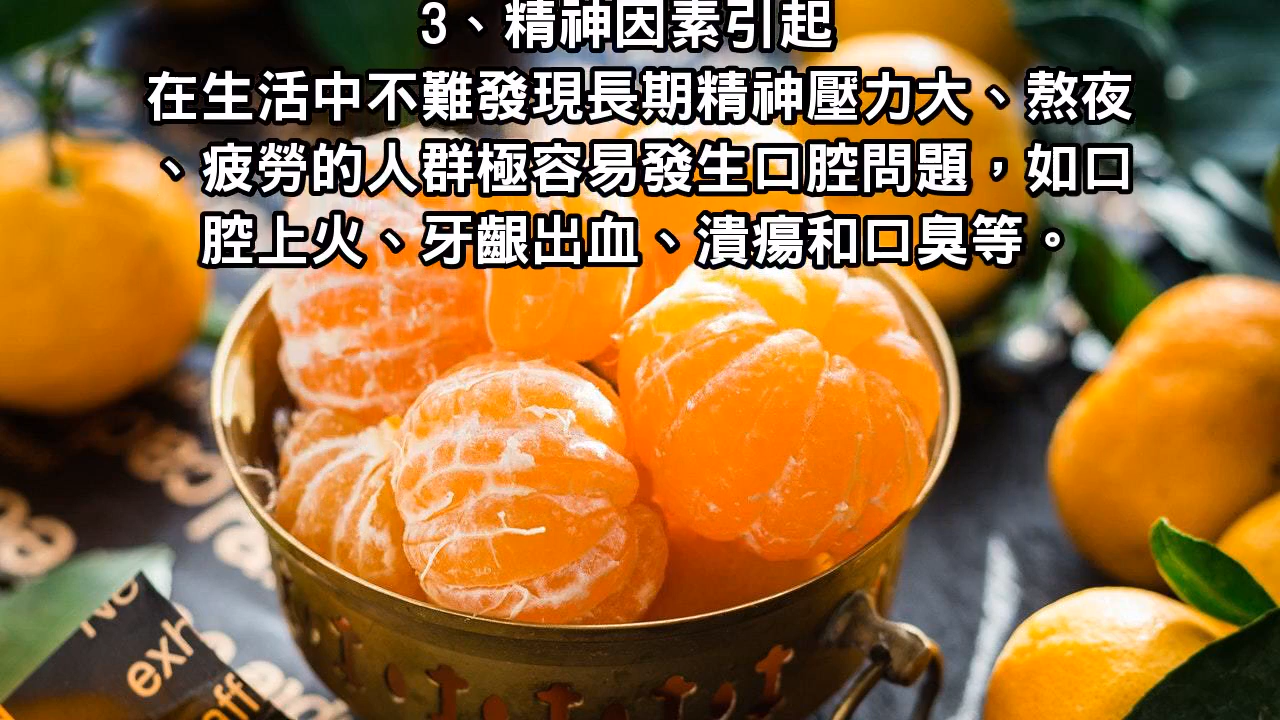 3、精神因素引起
在生活中不難發現長期精神壓力大、熬夜
、疲勞的人群極容易發生口腔問題，如口
腔上火、牙齦出血、潰瘍和口臭等。
exh